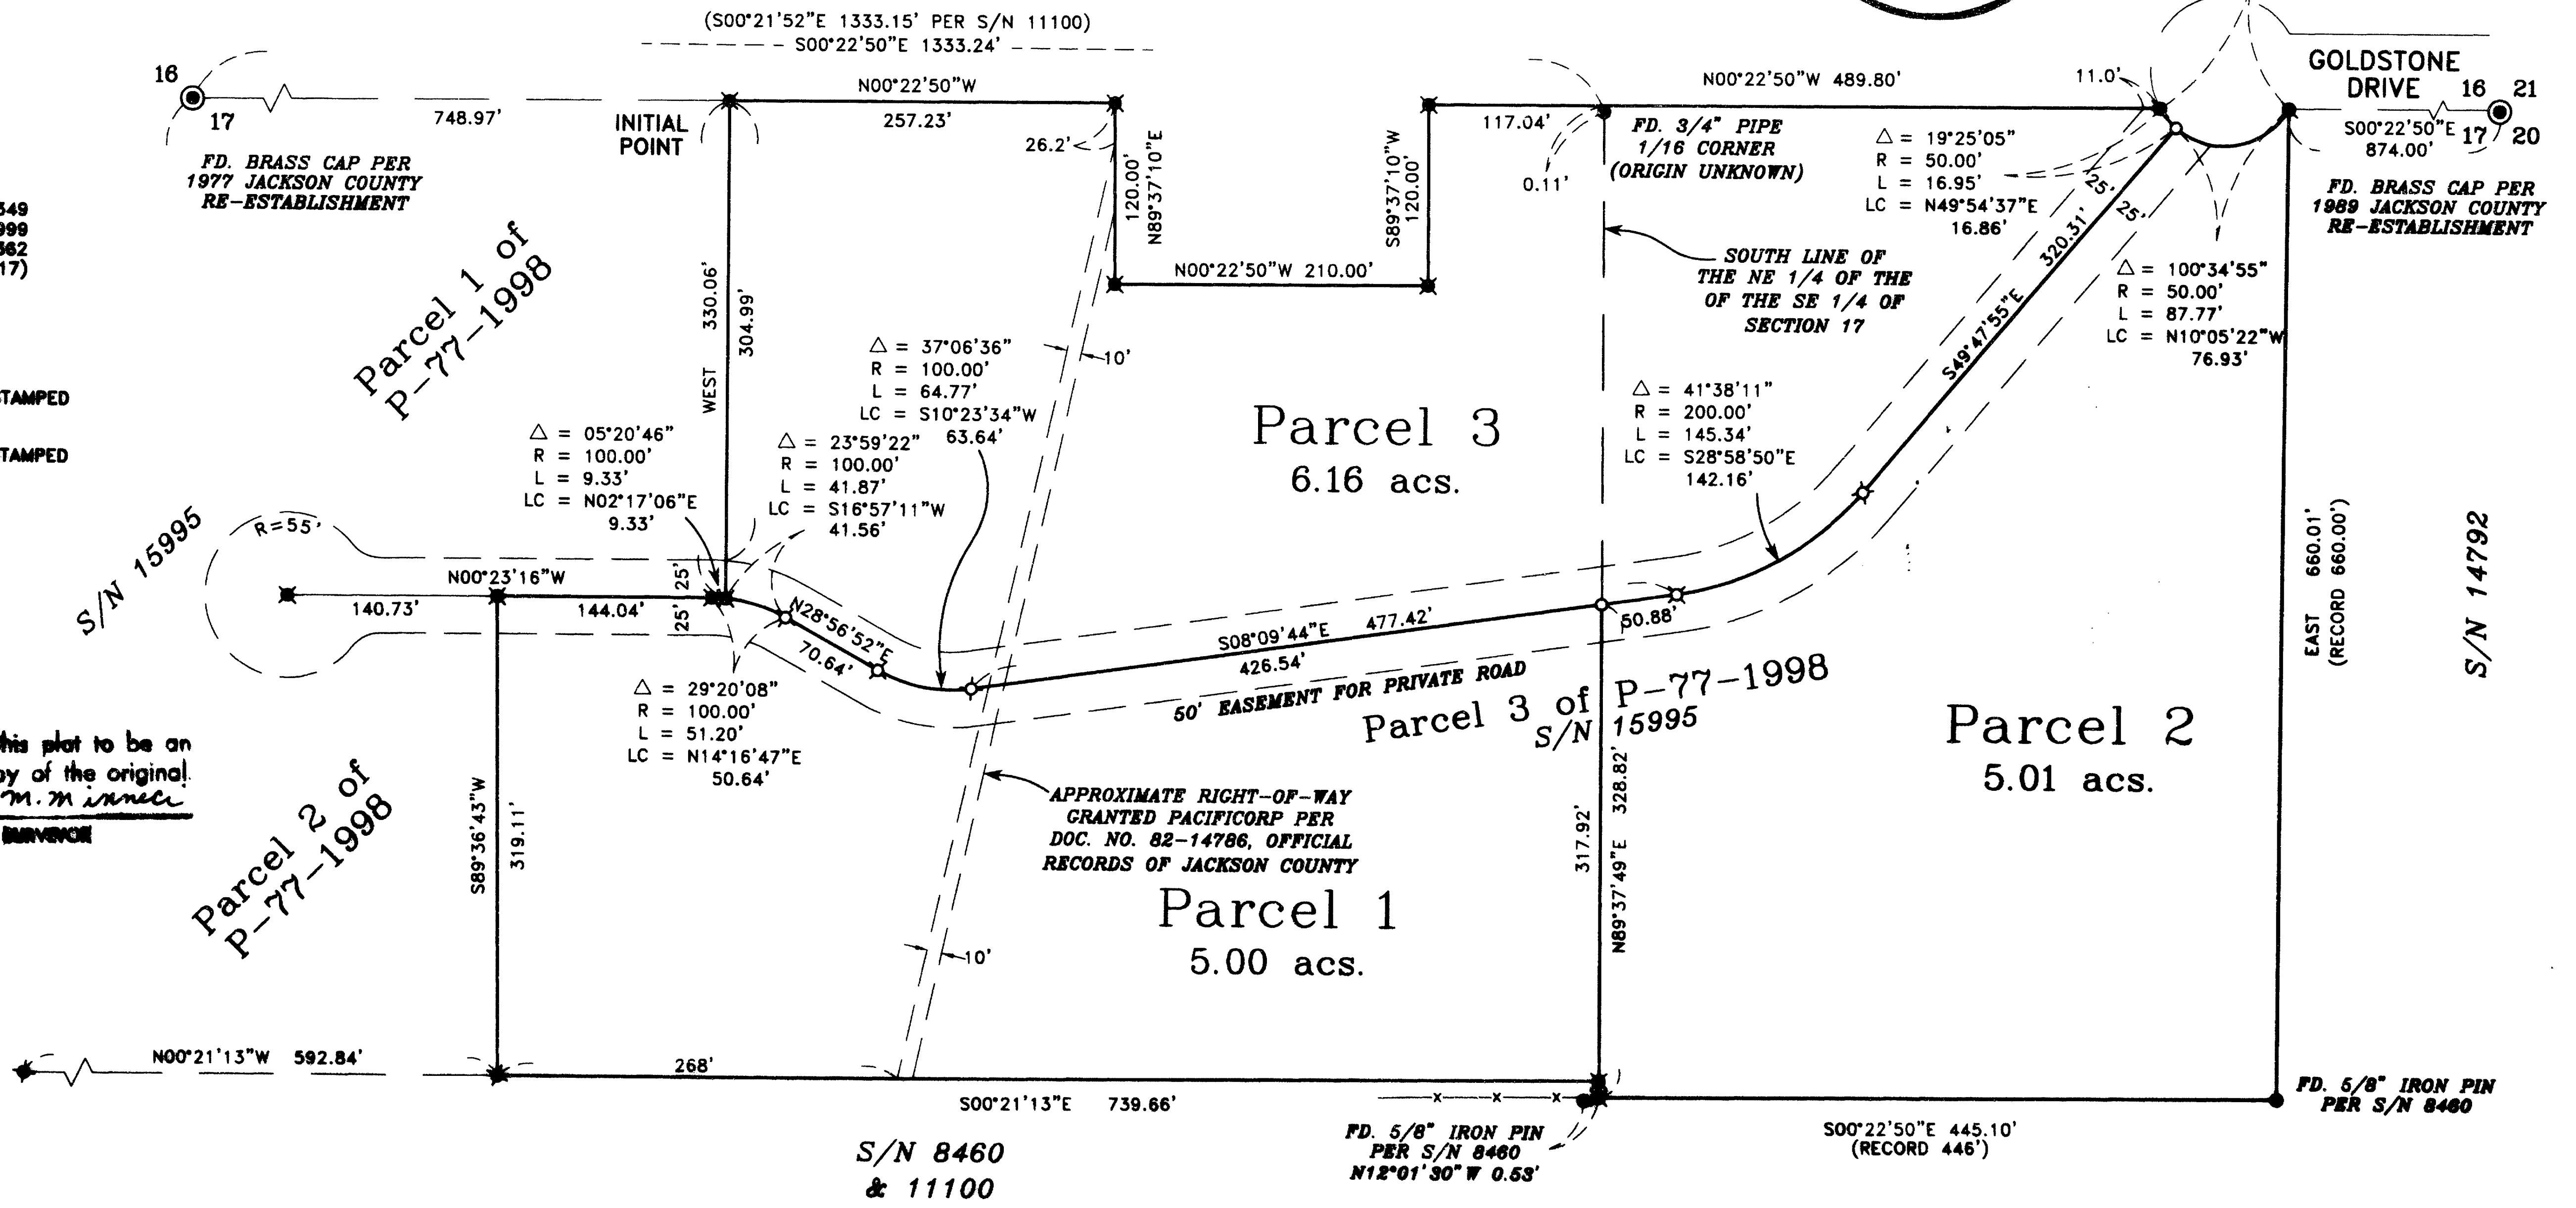 (S00°21'52"E 1333.15' PER S/N 11100)
S00°22'50"E 1333.24'
16
17
748.97'
FD. BRASS CAP PER
1977 JACKSON COUNTY
RE-ESTABLISHMENT
INITIAL
POINT
N00°22'50"W
257.23'
26.2'
120.00'
N89°37'10"E
N00°22'50"W 210.00'
S89°37'10"W
120.00'
117.04'
0.11'
FD. 3/4" PIPE
1/16 CORNER
(ORIGIN UNKNOWN)
N00°22'50"W 489.80'
11.0'
GOLDSTONE
DRIVE
16 21
17 20
S00°22'50"E
874.00'
FD. BRASS CAP PER
1989 JACKSON COUNTY
RE-ESTABLISHMENT
△ = 19°25'05"
R = 50.00'
L = 16.95'
LC = N49°54'37"E
16.86'
25'
25'
320.31'
S49°47'55"E
△ = 100°34'55"
R = 50.00'
L = 87.77'
LC = N10°05'22"W
76.93'
SOUTH LINE OF
THE NE 1/4 OF THE
OF THE SE 1/4 OF
SECTION 17
549
999
562
17)
Parcel 1 of
P-77-1998
WEST 330.06'
304.99'
△ = 37°06'36"
R = 100.00'
L = 64.77'
LC = S10°23'34"W
63.64'
10'
Parcel 3
6.16 acs.
△ = 41°38'11"
R = 200.00'
L = 145.34'
LC = S28°58'50"E
142.16'
STAMPED
STAMPED
△ = 05°20'46"
R = 100.00'
L = 9.33'
LC = N02°17'06"E
9.33'
△ = 23°59'22"
R = 100.00'
L = 41.87'
LC = S16°57'11"W
41.56'
S/N 15995
R=55'
140.73'
N00°23'16"W
144.04'
25'
25'
N28°56'52"E
70.64'
△ = 29°20'08"
R = 100.00'
L = 51.20'
LC = N14°16'47"E
50.64'
S08°09'44"E 477.42'
426.54'
50.88'
50' EASEMENT FOR PRIVATE ROAD
Parcel 3 of P-77-1998
S/N 15995
EAST 660.01'
(RECORD 660.00')
S/N 14792
Parcel 2
5.01 acs.
this plat to be an
py of the original.
SURVEYOR
Parcel 2 of
P-77-1998
S89°36'43"W
319.11'
APPROXIMATE RIGHT-OF-WAY
GRANTED PACIFICORP PER
DOC. NO. 82-14786, OFFICIAL
RECORDS OF JACKSON COUNTY
10'
Parcel 1
5.00 acs.
317.92'
N89°37'49"E 328.82'
N00°21'13"W 592.84'
268'
S00°21'13"E 739.66'
S/N 8460
& 11100
x x x
FD. 5/8" IRON PIN
PER S/N 8460
N12°01'30"W 0.53'
S00°22'50"E 445.10'
(RECORD 446')
FD. 5/8" IRON PIN
PER S/N 8460